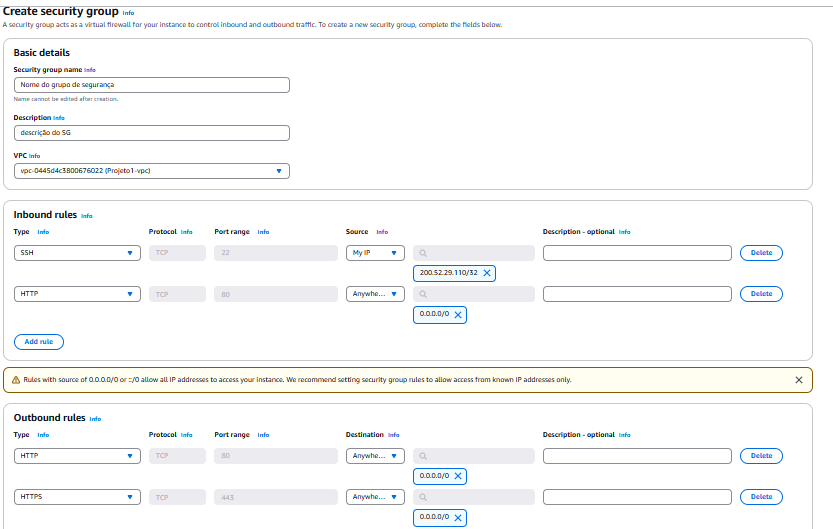 Create security group Info
A security group acts as a virtual firewall for your instance to control inbound and outbound traffic. To create a new security group, complete the fields below.
Basic details
Security group name Info
Nome do grupo de segurança
Name cannot be edited after creation.
Description Info
descrição do SG
VPC Info
vpc-0445d4c3800676022 (Projeto1-vpc)
Inbound rules Info
Type Info Protocol Info Port range Info Source Info Description - optional Info
SSH TCP 22 My IP Delete
200.52.29.110/32
HTTP TCP 80 Anywhe... Delete
0.0.0.0/0
Add rule
Rules with source of 0.0.0.0/0 or ::/0 allow all IP addresses to access your instance. We recommend setting security group rules to allow access from known IP addresses only.
Outbound rules Info
Type Info Protocol Info Port range Info Destination Info Description - optional Info
HTTP TCP 80 Anywhe... Delete
0.0.0.0/0
HTTPS TCP 443 Anywhe... Delete
0.0.0.0/0